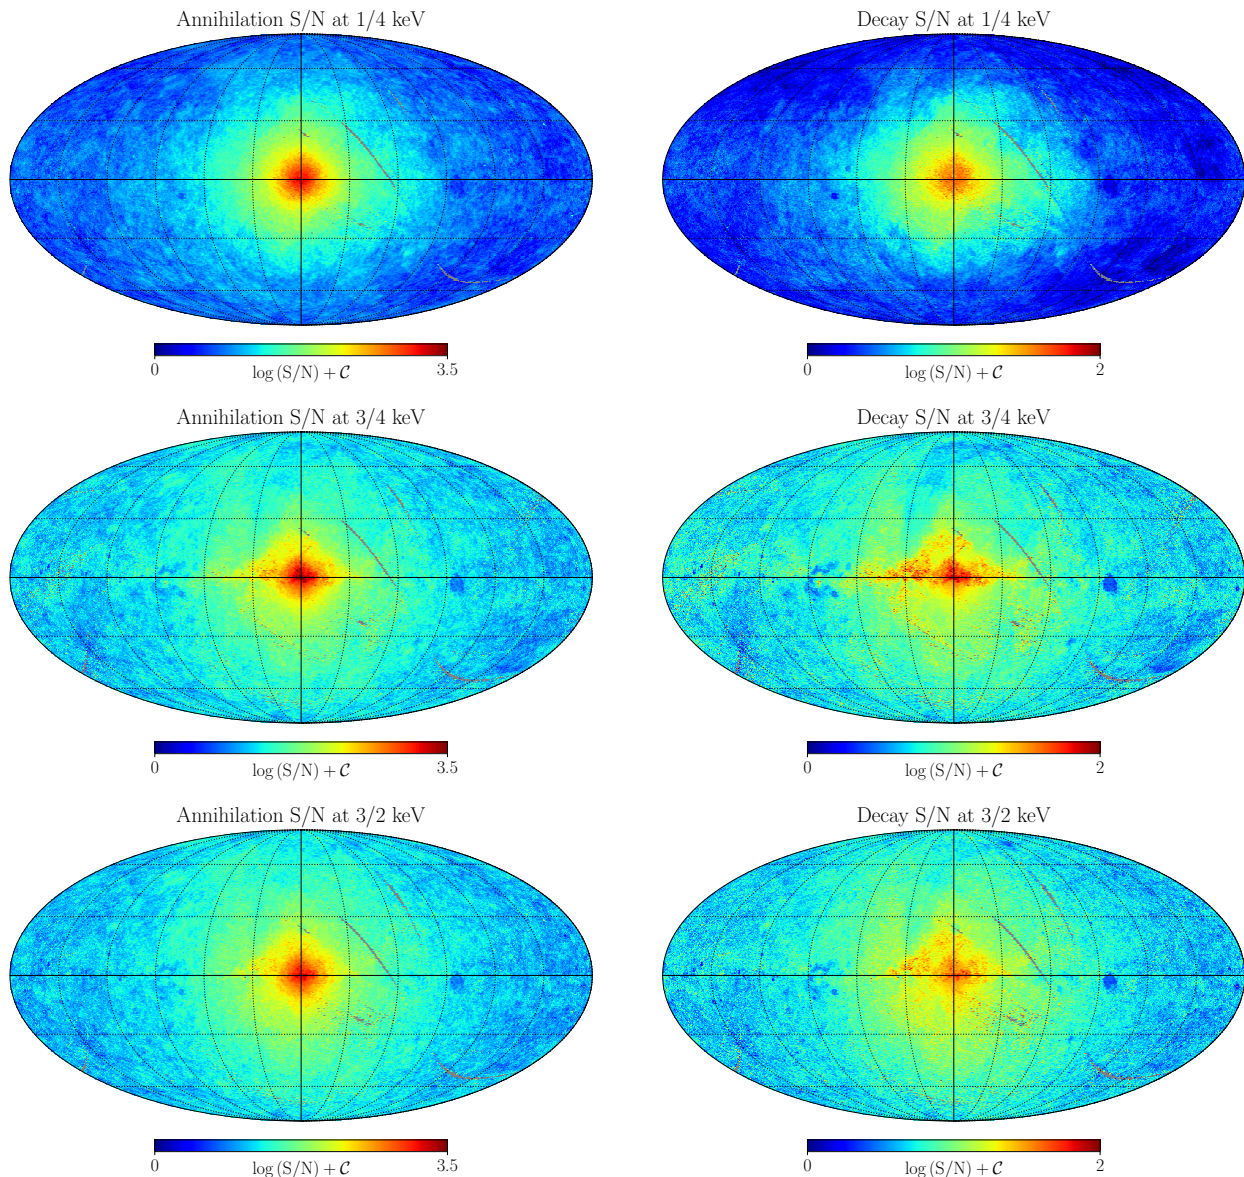 Annihilation S/N at 1/4 keV
Decay S/N at 1/4 keV
0 log (S/N) + 𝒞 3.5
0 log (S/N) + 𝒞 2
Annihilation S/N at 3/4 keV
Decay S/N at 3/4 keV
0 log (S/N) + 𝒞 3.5
0 log (S/N) + 𝒞 2
Annihilation S/N at 3/2 keV
Decay S/N at 3/2 keV
0 log (S/N) + 𝒞 3.5
0 log (S/N) + 𝒞 2